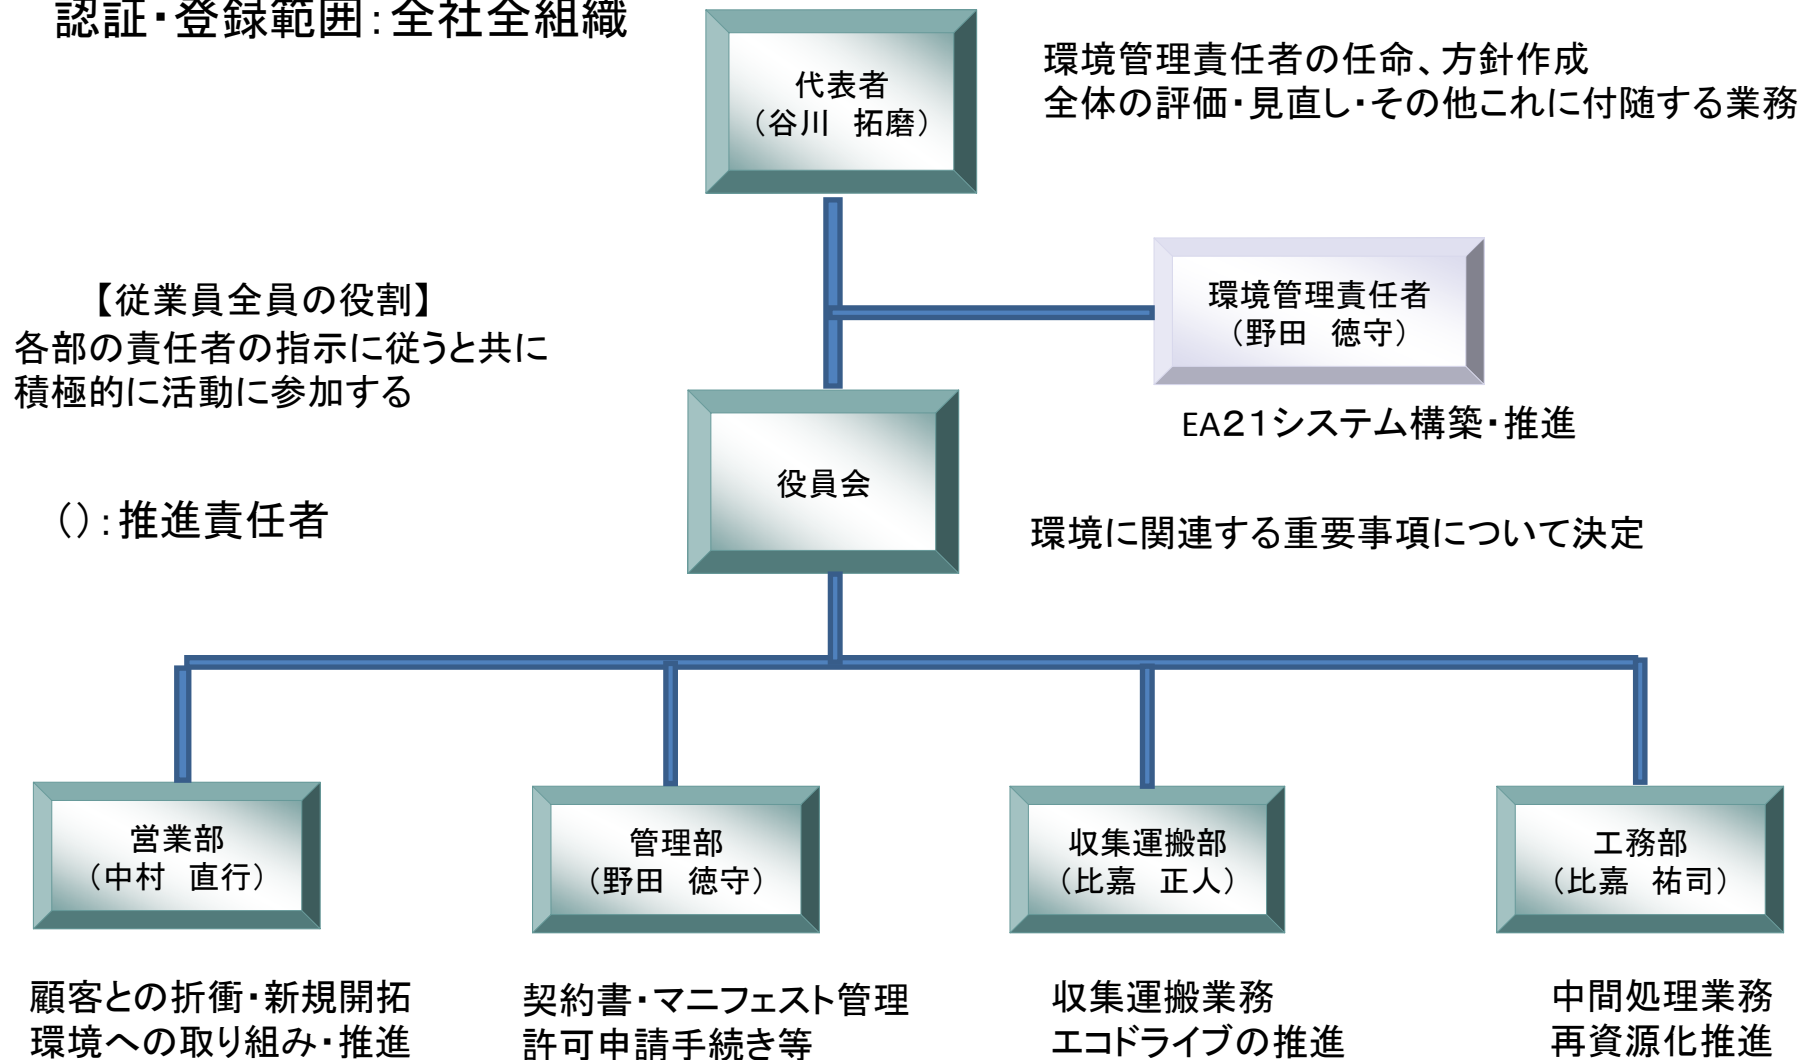 認証・登録範囲：全社全組織
代表者
（谷川　拓磨）
環境管理責任者の任命、方針作成
全体の評価・見直し・その他これに付随する業務
環境管理責任者
（野田　徳守）
EA２１システム構築・推進
【従業員全員の役割】
各部の責任者の指示に従うと共に
積極的に活動に参加する
役員会
（）：推進責任者
環境に関連する重要事項について決定
営業部
（中村　直行）
管理部
（野田　徳守）
収集運搬部
（比嘉　正人）
工務部
（比嘉　祐司）
顧客との折衝・新規開拓
環境への取り組み・推進
契約書・マニフェスト管理
許可申請手続き等
収集運搬業務
エコドライブの推進
中間処理業務
再資源化推進